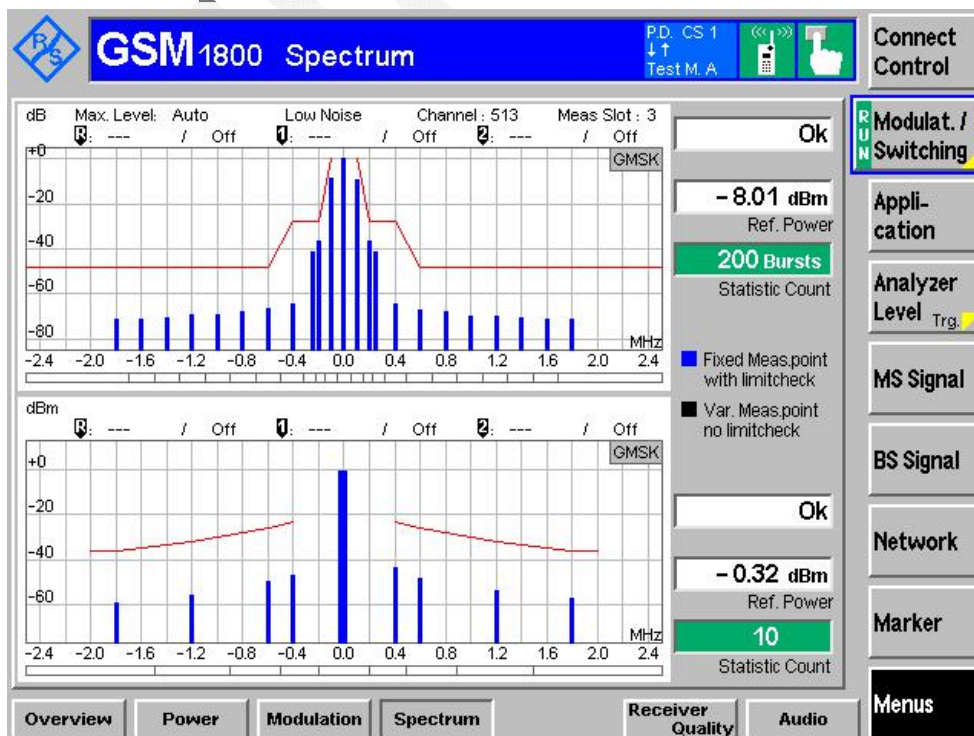 R/S
GSM 1800 Spectrum
P.D. CS 1
↓↑
Test M. A
Connect Control
dB Max. Level: Auto Low Noise Channel : 513 Meas Slot : 3
R: --- / Off 1: --- / Off 2: --- / Off
GMSK
+0
-20
-40
-60
-80
MHz
-2.4 -2.0 -1.6 -1.2 -0.8 -0.4 0.0 0.4 0.8 1.2 1.6 2.0 2.4
Ok
-8.01 dBm
Ref. Power
200 Bursts
Statistic Count
Fixed Meas.point
with limitcheck
Var. Meas.point
no limitcheck
dBm
R: --- / Off 1: --- / Off 2: --- / Off
GMSK
+0
-20
-40
-60
MHz
-2.4 -2.0 -1.6 -1.2 -0.8 -0.4 0.0 0.4 0.8 1.2 1.6 2.0 2.4
Ok
-0.32 dBm
Ref. Power
10
Statistic Count
RUN
Modulat. /
Switching
Appli-
cation
Analyzer
Level Trg.
MS Signal
BS Signal
Network
Marker
Menus
Overview Power Modulation Spectrum Receiver Quality Audio